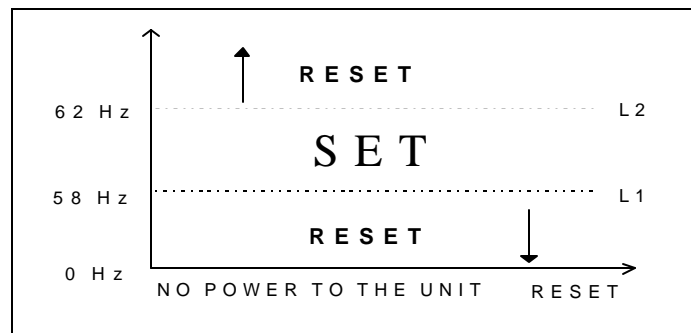 RESET
62 Hz
L2
SET
58 Hz
L1
RESET
0 Hz
NO POWER TO THE UNIT RESET